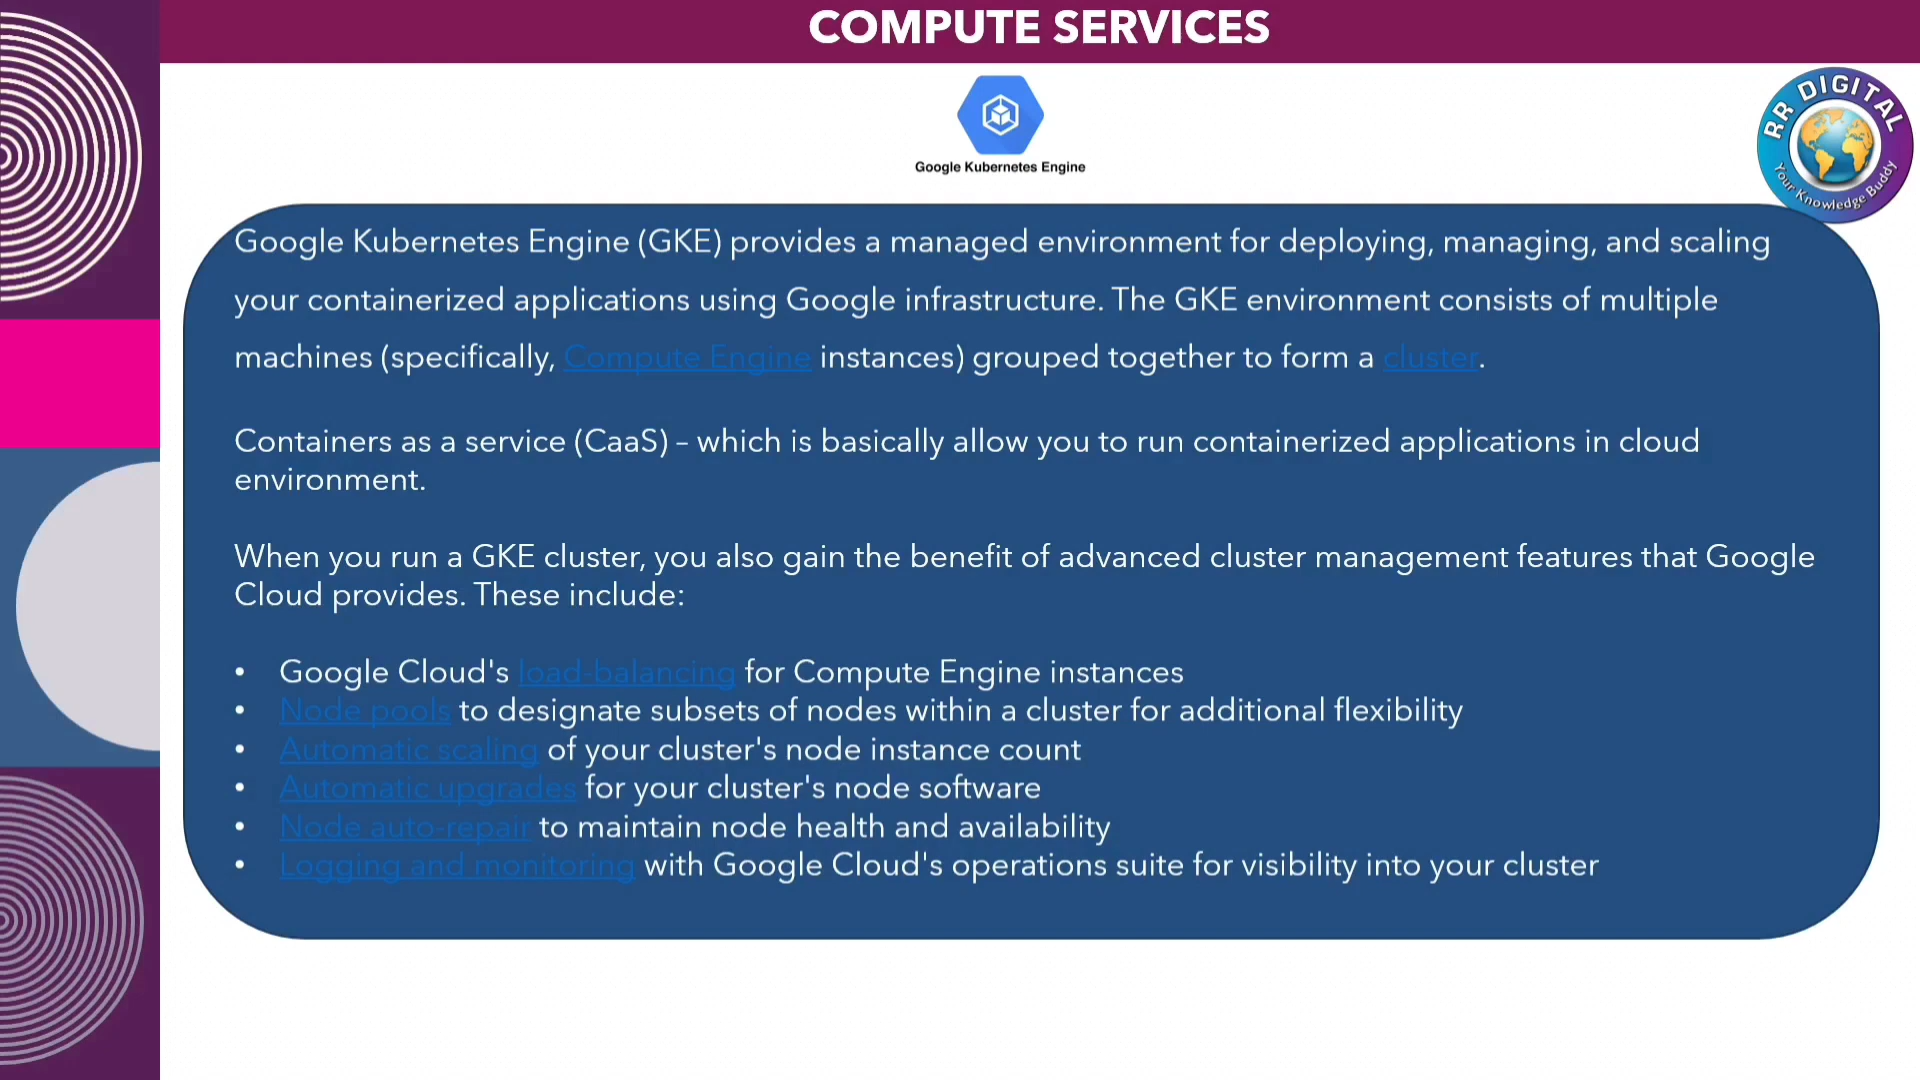 COMPUTE SERVICES
Google Kubernetes Engine
RR DIGITAL
Your Knowledge Buddy
Google Kubernetes Engine (GKE) provides a managed environment for deploying, managing, and scaling
your containerized applications using Google infrastructure. The GKE environment consists of multiple
machines (specifically, Compute Engine instances) grouped together to form a cluster.
Containers as a service (CaaS) – which is basically allow you to run containerized applications in cloud
environment.
When you run a GKE cluster, you also gain the benefit of advanced cluster management features that Google
Cloud provides. These include:
• Google Cloud's load-balancing for Compute Engine instances
• Node pools to designate subsets of nodes within a cluster for additional flexibility
• Automatic scaling of your cluster's node instance count
• Automatic upgrades for your cluster's node software
• Node auto-repair to maintain node health and availability
• Logging and monitoring with Google Cloud's operations suite for visibility into your cluster